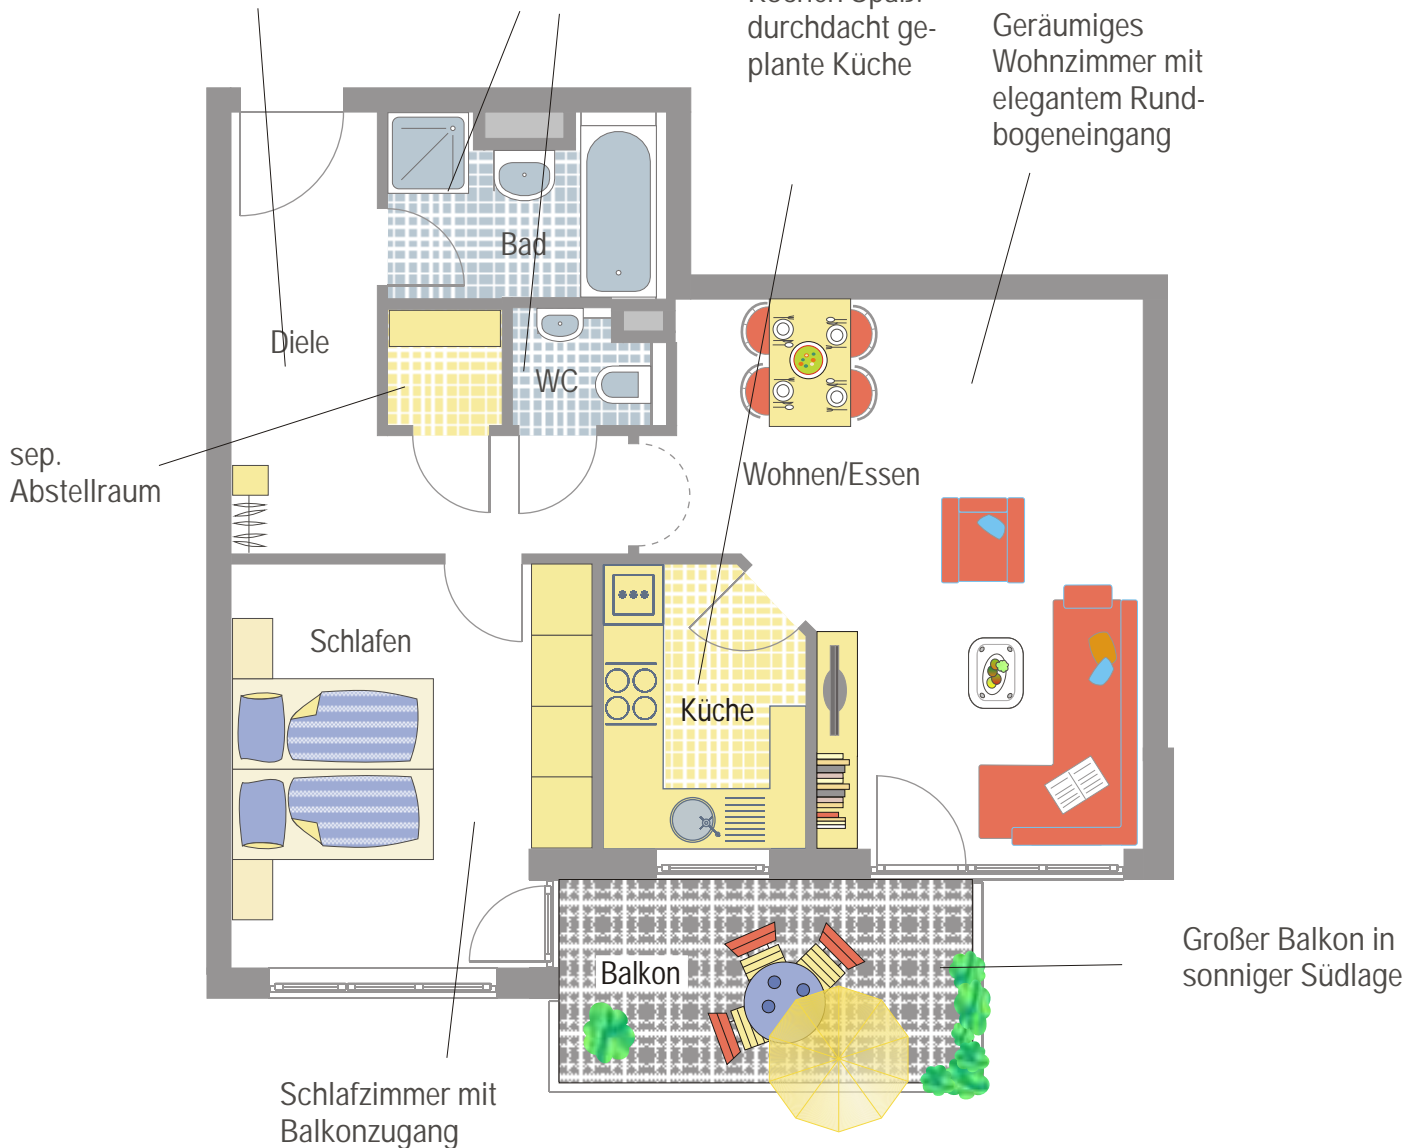 durchdacht ge-
plante Küche
Geräumiges
Wohnzimmer mit
elegantem Rund-
bogeneingang
Bad
Diele
WC
sep.
Abstellraum
Wohnen/Essen
Schlafen
Küche
Balkon
Großer Balkon in
sonniger Südlage
Schlafzimmer mit
Balkonzugang